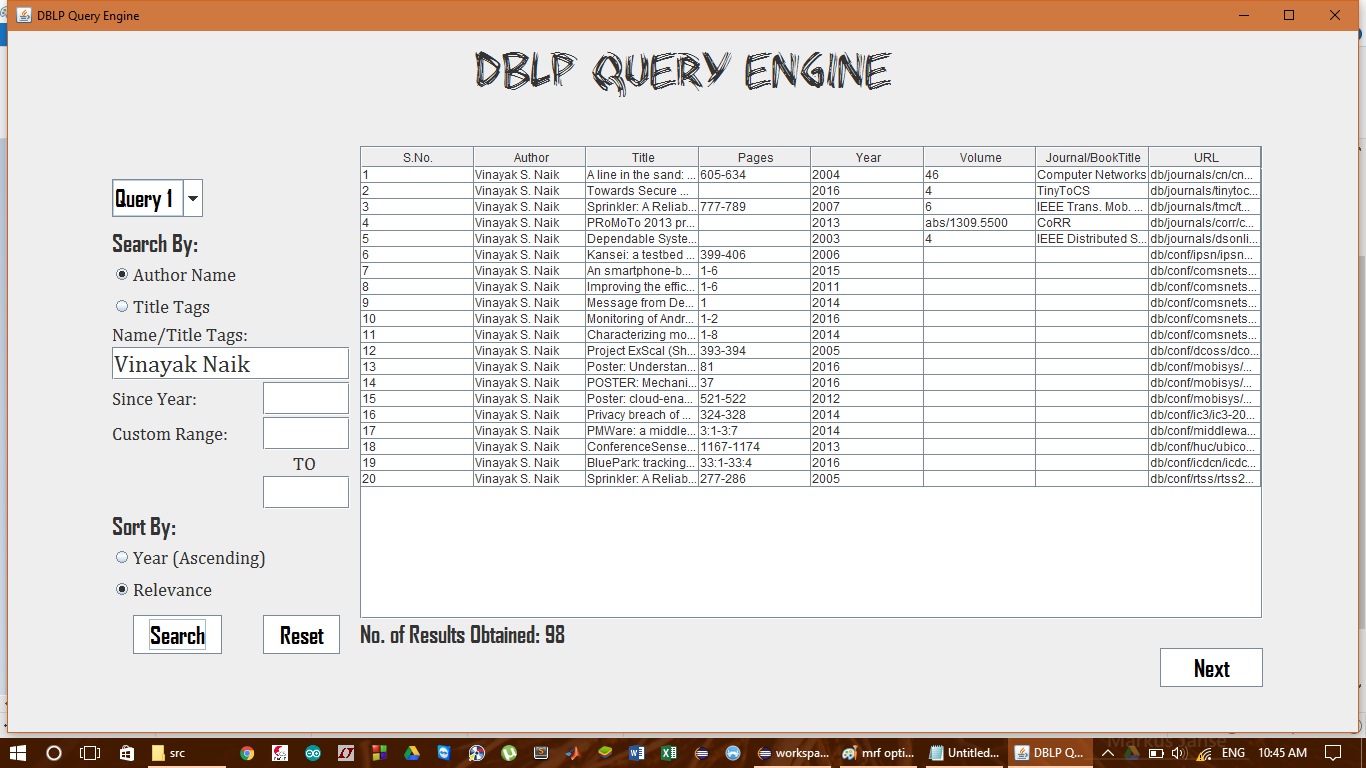 DBLP Query Engine
DBLP QUERY ENGINE
Query 1
Search By:
Author Name
Title Tags
Name/Title Tags:
Vinayak Naik
Since Year:
Custom Range:
TO
Sort By:
Year (Ascending)
Relevance
Search Reset
S.No. Author Title Pages Year Volume Journal/BookTitle URL
1 Vinayak S. Naik A line in the sand: ... 605-634 2004 46 Computer Networks db/journals/cn/cn...
2 Vinayak S. Naik Towards Secure ... 2016 4 TinyToCS db/journals/tinytoc...
3 Vinayak S. Naik Sprinkler: A Reliab... 777-789 2007 6 IEEE Trans. Mob. ... db/journals/tmc/t...
4 Vinayak S. Naik PRoMoTo 2013 pr... 2013 abs/1309.5500 CoRR db/journals/corr/c...
5 Vinayak S. Naik Dependable Syste... 2003 4 IEEE Distributed S... db/journals/dsonli...
6 Vinayak S. Naik Kansei: a testbed ... 399-406 2006 db/conf/ipsn/ipsn...
7 Vinayak S. Naik An smartphone-b... 1-6 2015 db/conf/comsnets...
8 Vinayak S. Naik Improving the effic... 1-6 2011 db/conf/comsnets...
9 Vinayak S. Naik Message from De... 1 2014 db/conf/comsnets...
10 Vinayak S. Naik Monitoring of Andr... 1-2 2016 db/conf/comsnets...
11 Vinayak S. Naik Characterizing mo... 1-8 2014 db/conf/comsnets...
12 Vinayak S. Naik Project ExScal (Sh... 393-394 2005 db/conf/dcoss/dco...
13 Vinayak S. Naik Poster: Understan... 81 2016 db/conf/mobisys/...
14 Vinayak S. Naik POSTER: Mechani... 37 2016 db/conf/mobisys/...
15 Vinayak S. Naik Poster: cloud-ena... 521-522 2012 db/conf/mobisys/...
16 Vinayak S. Naik Privacy breach of ... 324-328 2014 db/conf/ic3/ic3-20...
17 Vinayak S. Naik PMWare: a middle... 3:1-3:7 2014 db/conf/middlewa...
18 Vinayak S. Naik ConferenceSense... 1167-1174 2013 db/conf/huc/ubico...
19 Vinayak S. Naik BluePark: tracking... 33:1-33:4 2016 db/conf/icdcn/icdc...
20 Vinayak S. Naik Sprinkler: A Reliab... 277-286 2005 db/conf/rtss/rtss2...
No. of Results Obtained: 98
Next
src workspa... mrf opti... Untitled... DBLP Q... ENG 10:45 AM